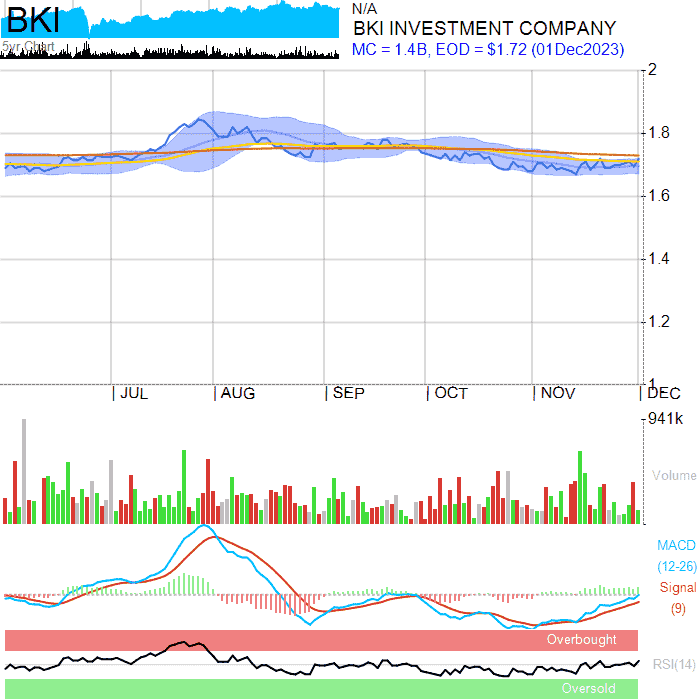 BKI
5yr Chart
N/A
BKI INVESTMENT COMPANY
MC = 1.4B, EOD = $1.72 (01Dec2023)
2
1.8
1.6
1.4
1.2
1
JUL AUG SEP OCT NOV DEC
941k
Volume
MACD
(12-26)
Signal
(9)
Overbought
RSI(14)
Oversold